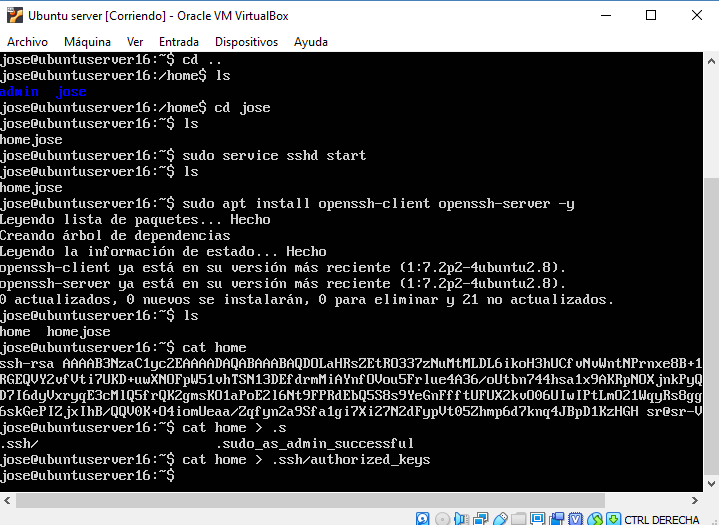 Ubuntu server [Corriendo] - Oracle VM VirtualBox
Archivo Máquina Ver Entrada Dispositivos Ayuda
jose@ubuntuserver16:~$ cd ..
jose@ubuntuserver16:/home$ ls
admin jose
jose@ubuntuserver16:/home$ cd jose
jose@ubuntuserver16:~$ ls
homejose
jose@ubuntuserver16:~$ sudo service sshd start
jose@ubuntuserver16:~$ ls
homejose
jose@ubuntuserver16:~$ sudo apt install openssh-client openssh-server -y
Leyendo lista de paquetes... Hecho
Creando árbol de dependencias
Leyendo la información de estado... Hecho
openssh-client ya está en su versión más reciente (1:7.2p2-4ubuntu2.8).
openssh-server ya está en su versión más reciente (1:7.2p2-4ubuntu2.8).
0 actualizados, 0 nuevos se instalarán, 0 para eliminar y 21 no actualizados.
jose@ubuntuserver16:~$ ls
home homejose
jose@ubuntuserver16:~$ cat home
ssh-rsa AAAAB3NzaC1yc2EAAAADAQABAAABAQDOLaHRsZEtRO337zNuMtMLDL6ikoH3hUCfvNvWntNPrnxe8B+1
RGEQVY2vfVti7UKD+uwXNOFpW51vhTSN13DEfdrmMiAYnfOVou5Frlue4A36/oUtbn744hsa1x9AKRpNOXjnkPyQ
D7I6dyVxryqE3cMlQ5frQK2gmsKO1aPoE2l6Nt9FPRdEbQ5S8s9YeGnFfftUFUX2kvO06UIwIPtLmO21WqyRs8gg
6skGePIZjxIhB/QQV0K+O4iomUeaa/2qfynZa9Sfa1gi7Xi27N2dFypVt05Zhmp6d7knq4JBpD1KzHGH sr@sr-V
jose@ubuntuserver16:~$ cat home > .s
.ssh/ .sudo_as_admin_successful
jose@ubuntuserver16:~$ cat home > .ssh/authorized_keys
jose@ubuntuserver16:~$
CTRL DERECHA